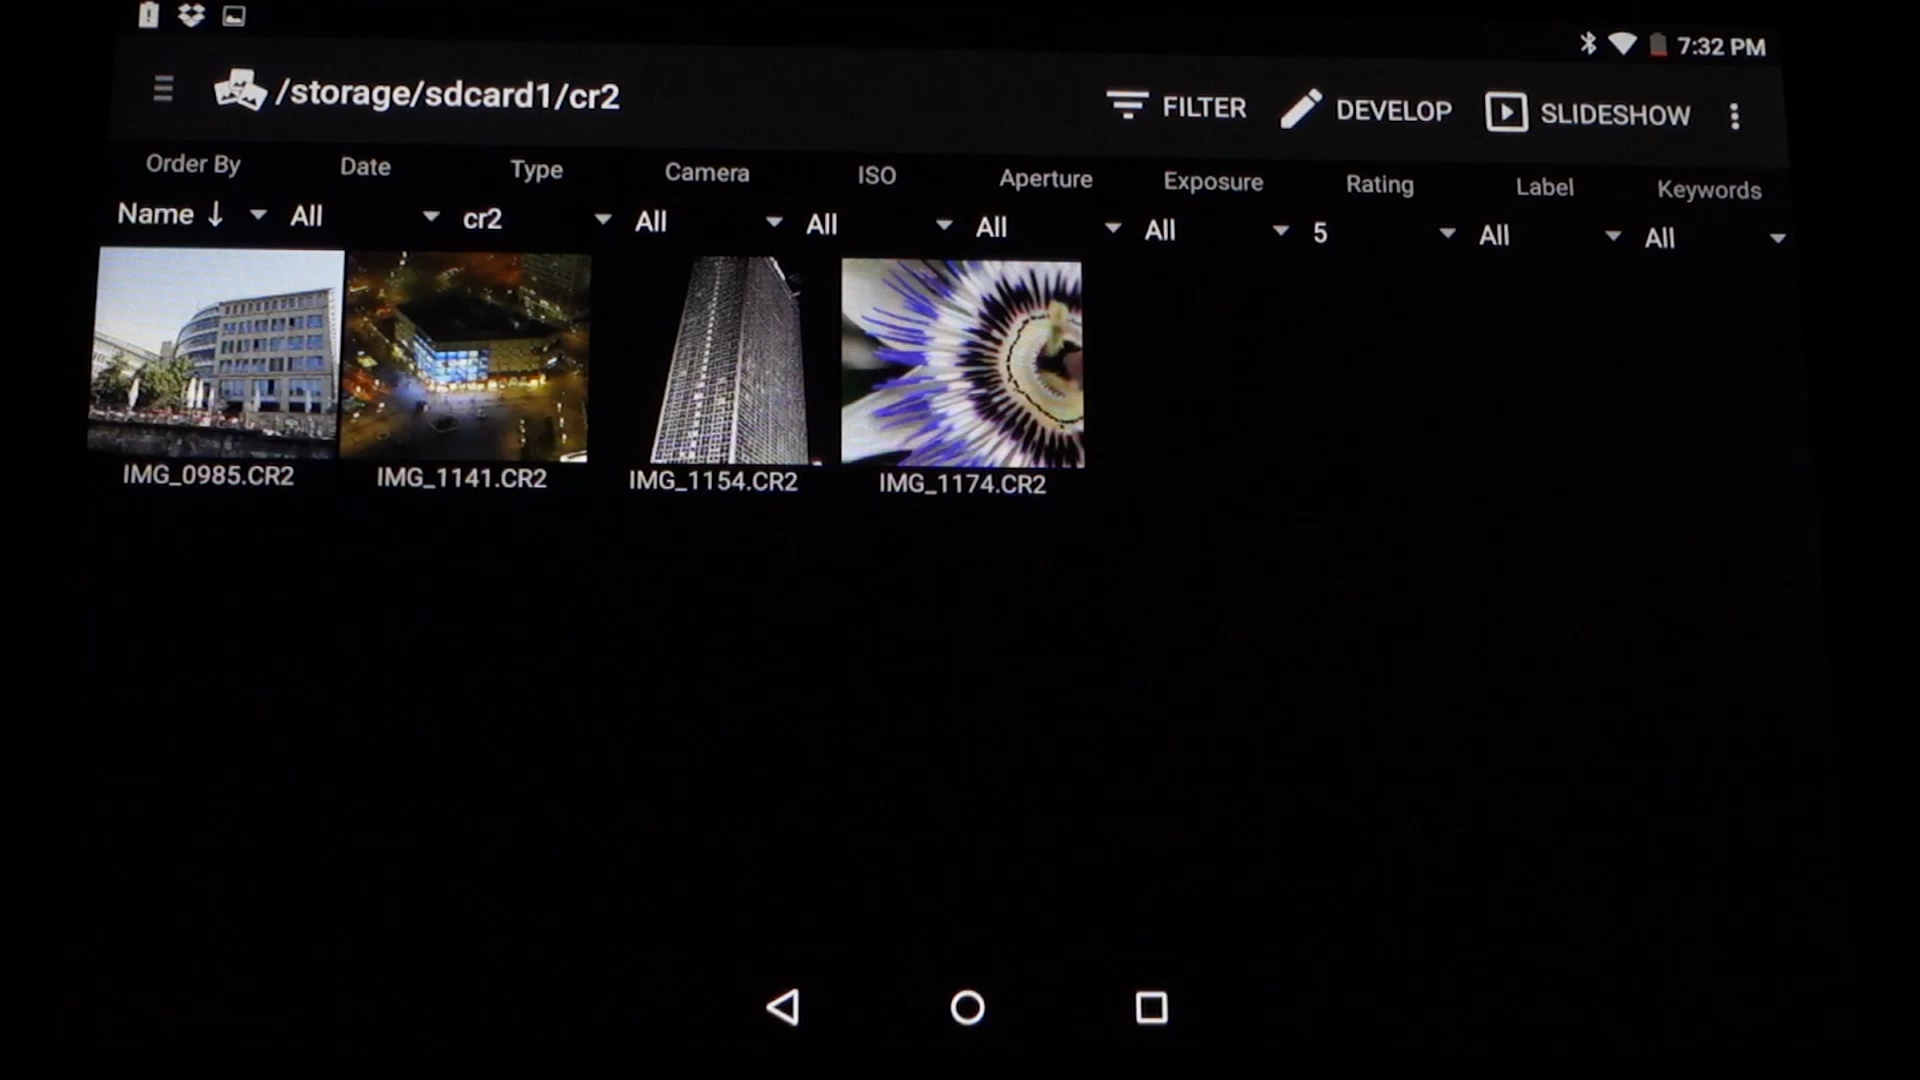 7:32 PM
/storage/sdcard1/cr2 FILTER DEVELOP SLIDESHOW
Order By Date Type Camera ISO Aperture Exposure Rating Label Keywords
Name ↓ All cr2 All All All All 5 All All
IMG_0985.CR2 IMG_1141.CR2 IMG_1154.CR2 IMG_1174.CR2